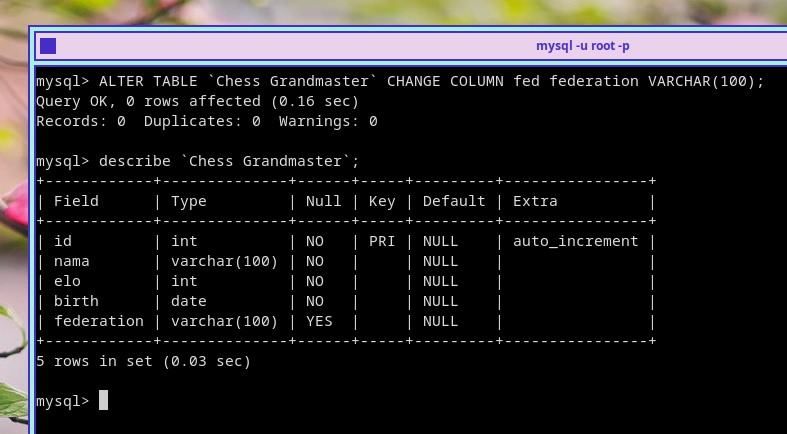 mysql -u root -p
mysql> ALTER TABLE `Chess Grandmaster` CHANGE COLUMN fed federation VARCHAR(100);
Query OK, 0 rows affected (0.16 sec)
Records: 0  Duplicates: 0  Warnings: 0
mysql> describe `Chess Grandmaster`;
+------------+--------------+------+-----+---------+----------------+
| Field      | Type         | Null | Key | Default | Extra          |
+------------+--------------+------+-----+---------+----------------+
| id         | int          | NO   | PRI | NULL    | auto_increment |
| nama       | varchar(100) | NO   |     | NULL    |                |
| elo        | int          | NO   |     | NULL    |                |
| birth      | date         | NO   |     | NULL    |                |
| federation | varchar(100) | YES  |     | NULL    |                |
+------------+--------------+------+-----+---------+----------------+
5 rows in set (0.03 sec)
mysql>